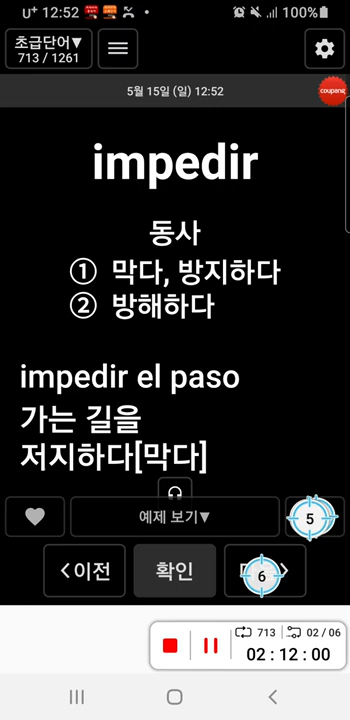 U+ 12:52
100%
초급단어▼
713 / 1261
5월 15일 (일) 12:52
coupang
impedir
동사
① 막다, 방지하다
② 방해하다
impedir el paso
가는 길을
저지하다[막다]
예제 보기▼
5
<이전
확인
6
>
713
02 / 06
02 : 12 : 00